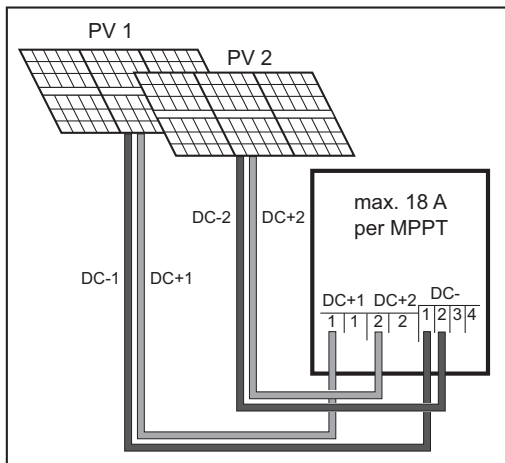 PV 1
PV 2
max. 18 A
per MPPT
DC-2
DC+2
DC-1
DC+1
DC+1 DC+2 DC-
1 1 2 2 1 2 3 4